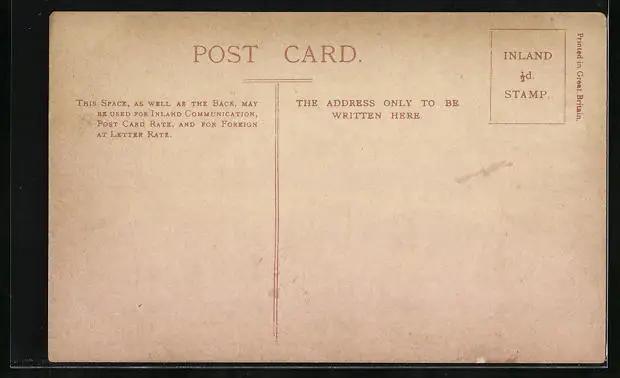 POST CARD.
THIS SPACE, AS WELL AS THE BACK, MAY
BE USED FOR INLAND COMMUNICATION,
POST CARD RATE, AND FOR FOREIGN
AT LETTER RATE.
THE ADDRESS ONLY TO BE
WRITTEN HERE.
INLAND
½d.
STAMP.
Printed in Great Britain.